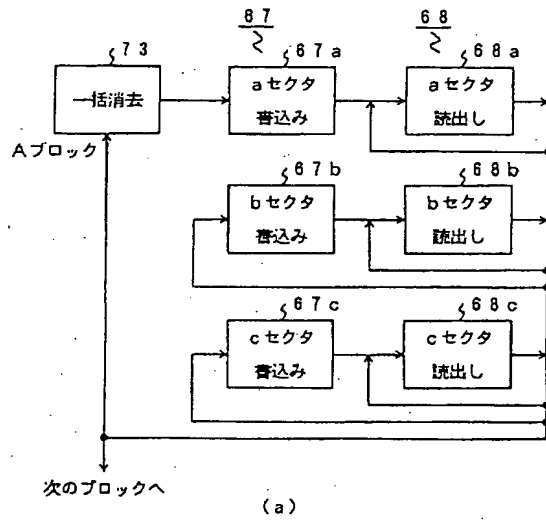 67 68
73 67a 68a
一括消去 aセクタ 書込み aセクタ 読出し
Aブロック
67b 68b
bセクタ 書込み bセクタ 読出し
67c 68c
cセクタ 書込み cセクタ 読出し
次のブロックへ
(a)